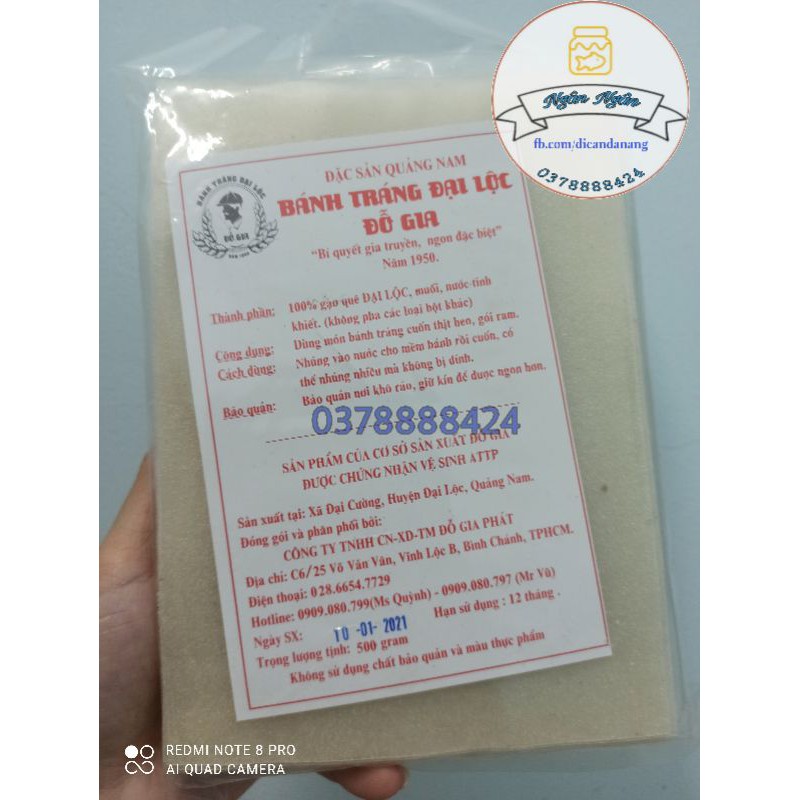 Ngân Ngân
fb.com/dicandanang
0378888424
ĐẶC SẢN QUẢNG NAM
BÁNH TRÁNG ĐẠI LỘC
ĐỖ GIA
"Bí quyết gia truyền, ngon đặc biệt"
Năm 1950.
BÁNH TRÁNG ĐẠI LỘC
ĐỖ GIA
Thành phần: 100% gạo quê ĐẠI LỘC, muối, nước tinh
khiết. (không pha các loại bột khác)
Công dụng: Dùng món bánh tráng cuốn thịt heo, gói ram.
Cách dùng: Nhúng vào nước cho mềm bánh rồi cuốn, có
thể nhúng nhiều mà không bị dính.
Bảo quản: Bảo quản nơi khô ráo, giữ kín để được ngon hơn.
0378888424
SẢN PHẨM CỦA CƠ SỞ SẢN XUẤT ĐỖ GIA
ĐƯỢC CHỨNG NHẬN VỆ SINH ATTP
Sản xuất tại: Xã Đại Cường, Huyện Đại Lộc, Quảng Nam.
Đóng gói và phân phối bởi:
CÔNG TY TNHH CN-XD-TM ĐỖ GIA PHÁT
Địa chỉ: C6/25 Võ Văn Vân, Vĩnh Lộc B, Bình Chánh, TPHCM.
Điện thoại: 028.6654.7729
Hotline: 0909.080.799(Ms Quỳnh) - 0909.080.797 (Mr Vũ)
Ngày SX: 10 -01- 2021 Hạn sử dụng : 12 tháng .
Trọng lượng tịnh: 500 gram
Không sử dụng chất bảo quản và màu thực phẩm
REDMI NOTE 8 PRO
AI QUAD CAMERA